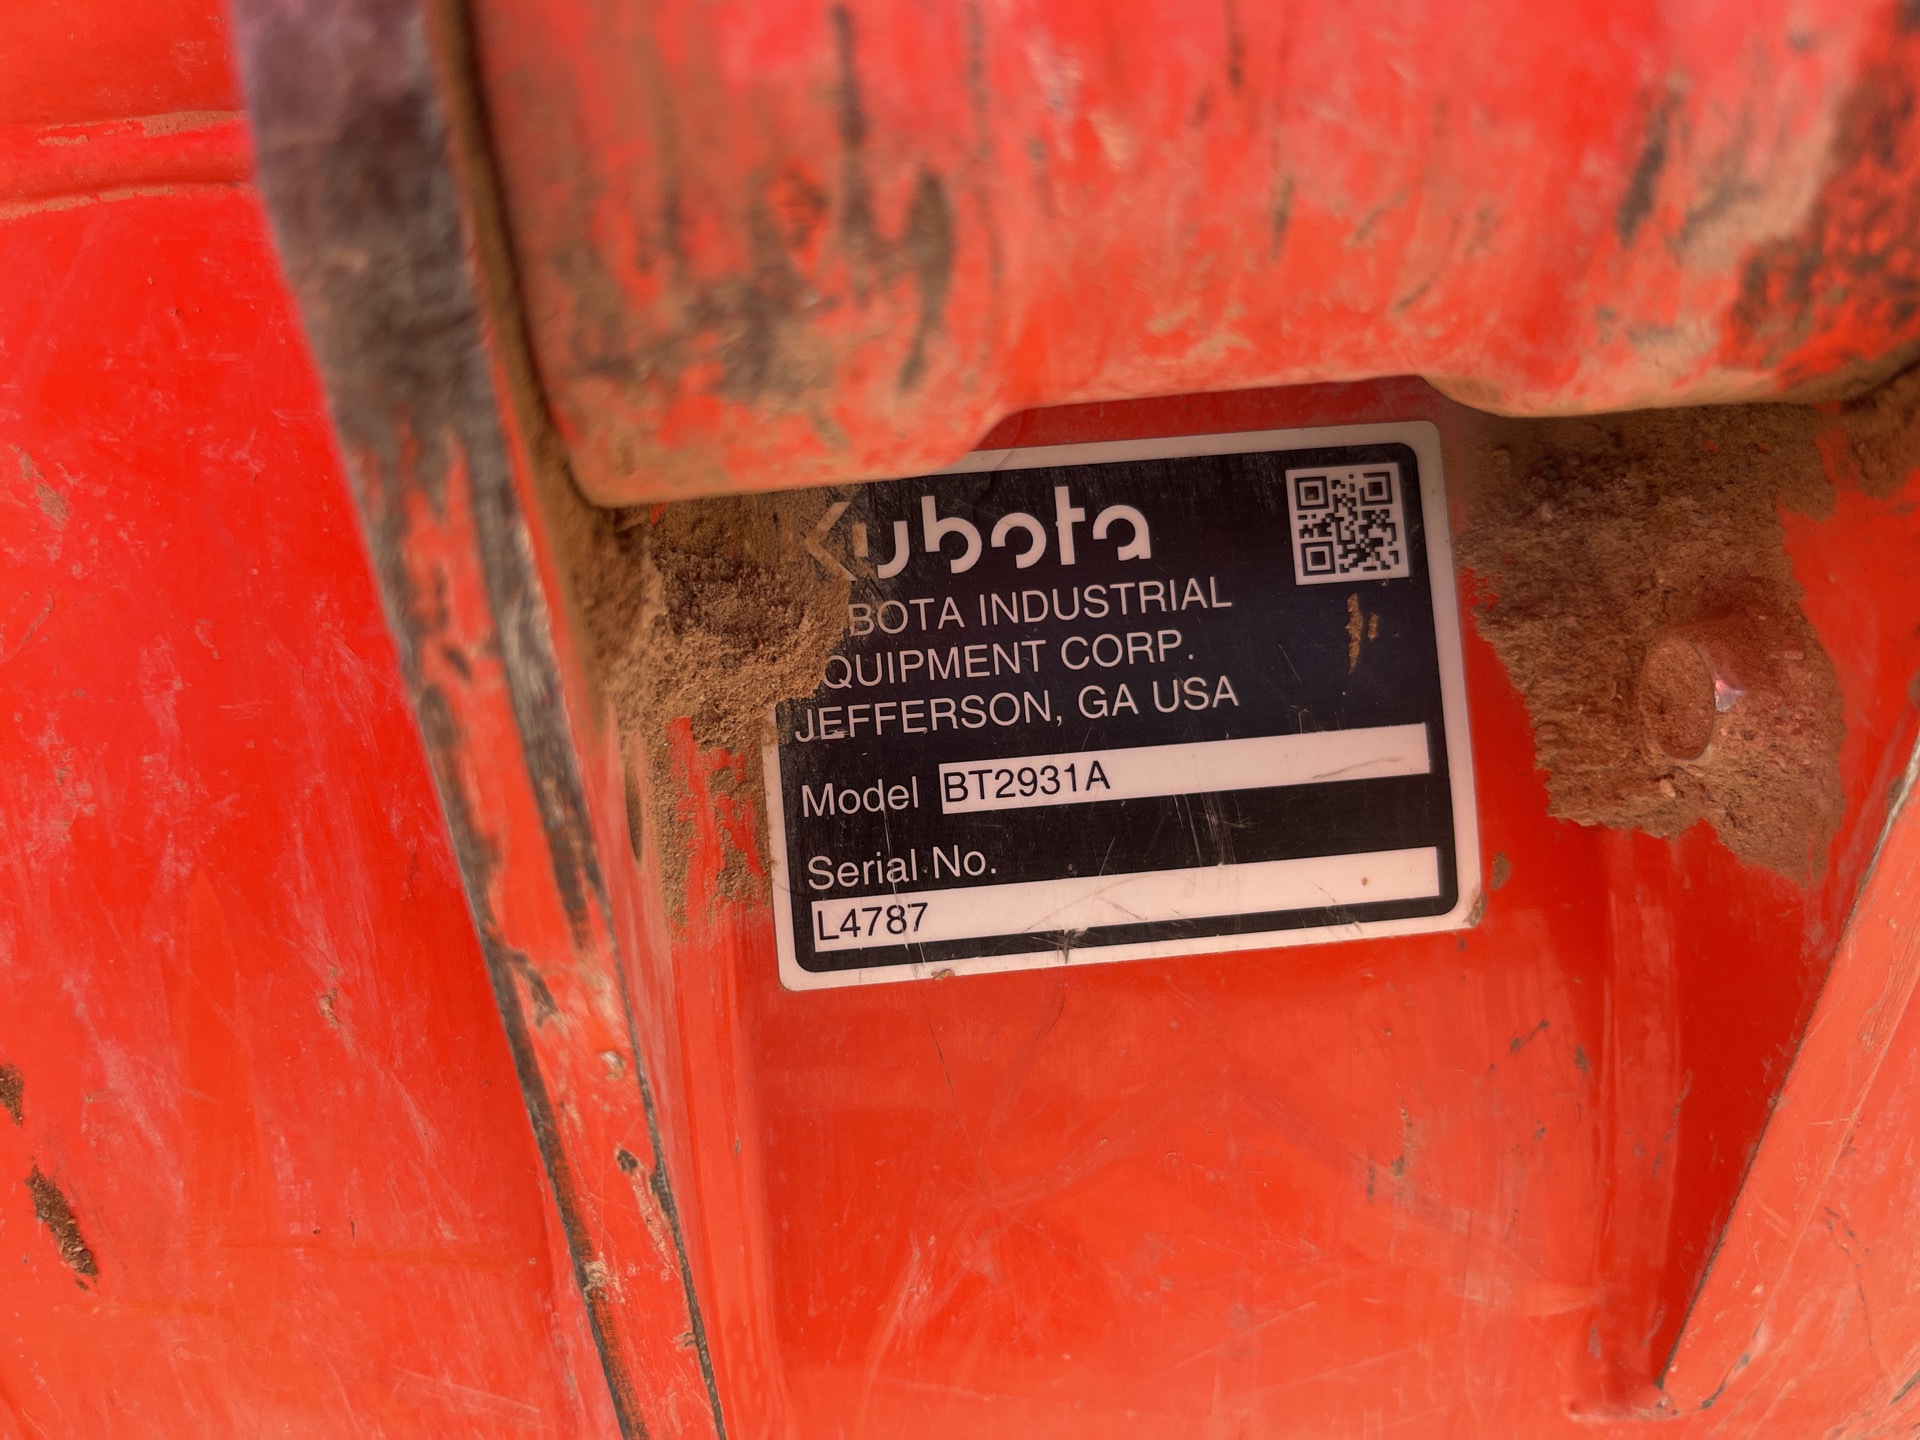 Kubota
BOTA INDUSTRIAL
QUIPMENT CORP.
JEFFERSON, GA USA
Model BT2931A
Serial No.
L4787